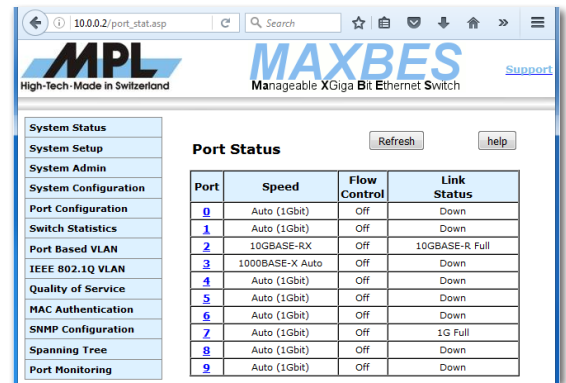 10.0.0.2/port_stat.asp
Search
MPL
High-Tech · Made in Switzerland
MAXBES
Manageable XGiga Bit Ethernet Switch
Support
System Status
System Setup
System Admin
System Configuration
Port Configuration
Switch Statistics
Port Based VLAN
IEEE 802.1Q VLAN
Quality of Service
MAC Authentication
SNMP Configuration
Spanning Tree
Port Monitoring
Port Status
Refresh
help
Port Speed Flow Control Link Status
0 Auto (1Gbit) Off Down
1 Auto (1Gbit) Off Down
2 10GBASE-RX Off 10GBASE-R Full
3 1000BASE-X Auto Off Down
4 Auto (1Gbit) Off Down
5 Auto (1Gbit) Off Down
6 Auto (1Gbit) Off Down
7 Auto (1Gbit) Off 1G Full
8 Auto (1Gbit) Off Down
9 Auto (1Gbit) Off Down